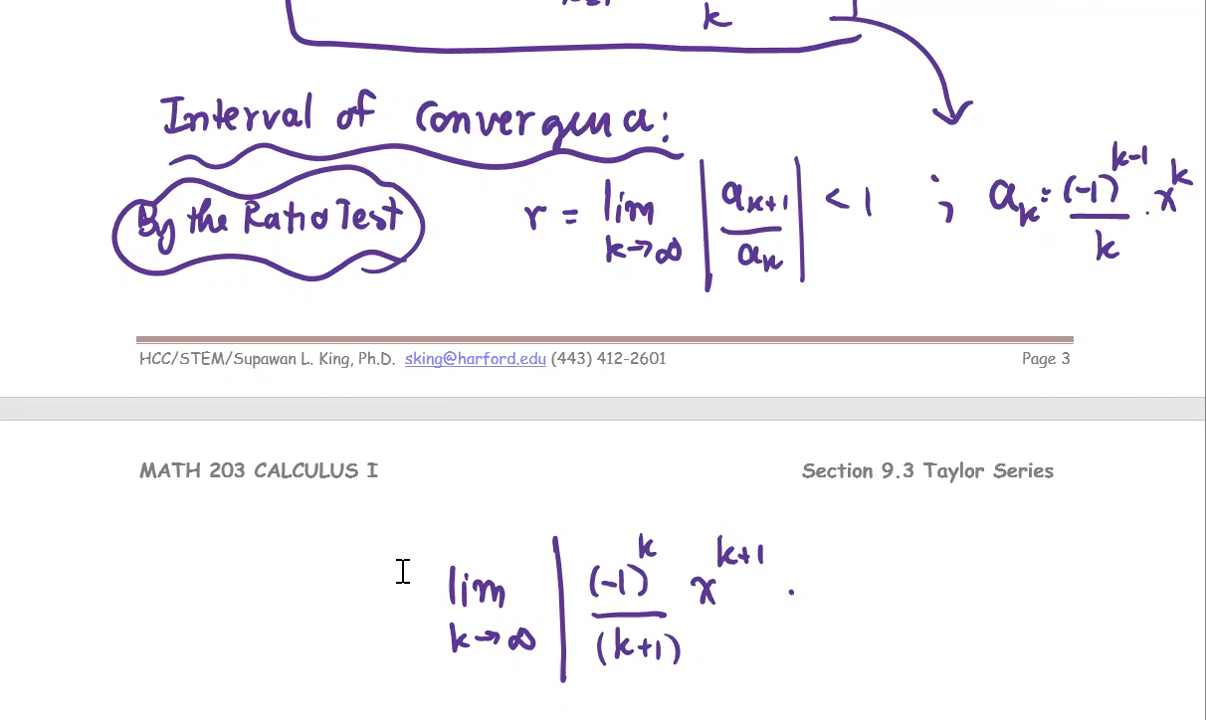 k
Interval of Convergence:
By the Ratio Test r = lim k→∞ | a_{k+1} / a_k | < 1 ; a_k = (-1)^{k-1} / k · x^k
HCC/STEM/Supawan L. King, Ph.D. sking@harford.edu (443) 412-2601 Page 3
MATH 203 CALCULUS I Section 9.3 Taylor Series
lim k→∞ | (-1)^k / (k+1) x^{k+1} ·